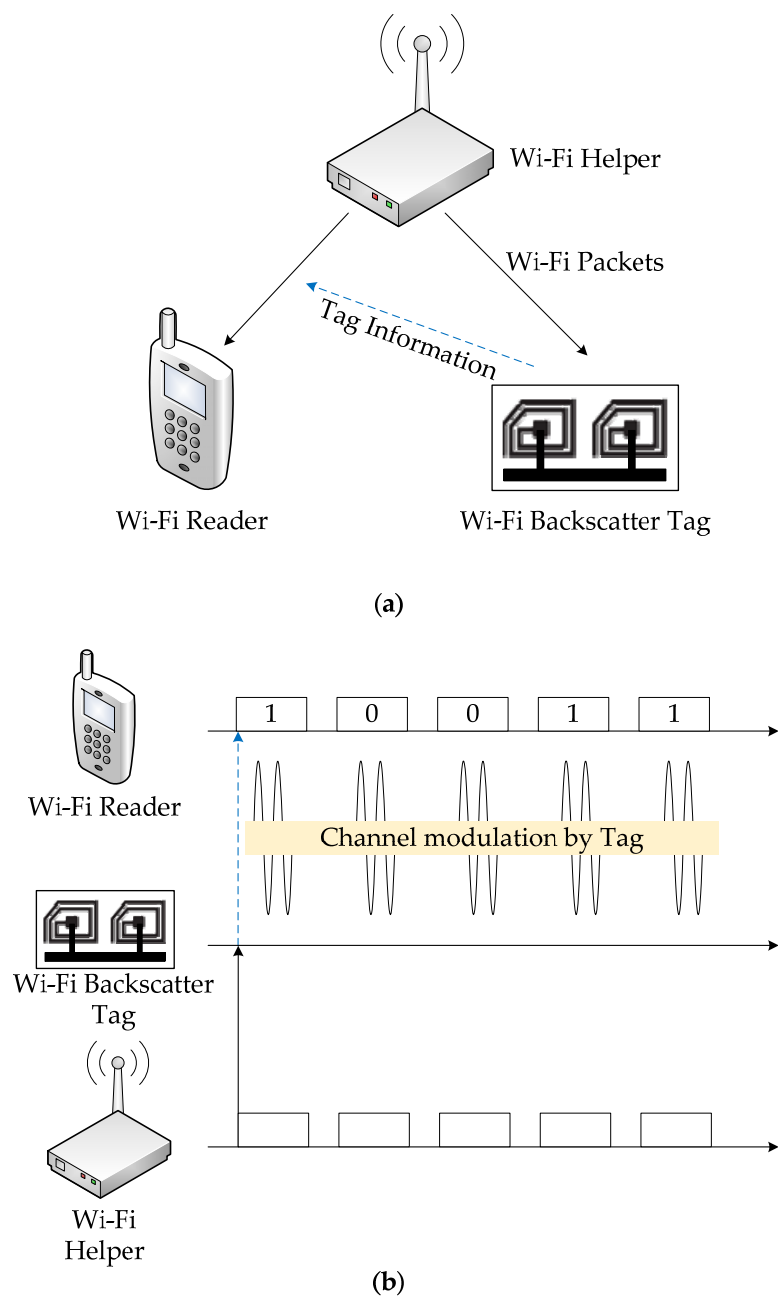 Wi-Fi Helper
Wi-Fi Packets
Tag Information
Wi-Fi Reader
Wi-Fi Backscatter Tag
(a)
1 0 0 1 1
Wi-Fi Reader
Channel modulation by Tag
Wi-Fi Backscatter
Tag
Wi-Fi
Helper
(b)